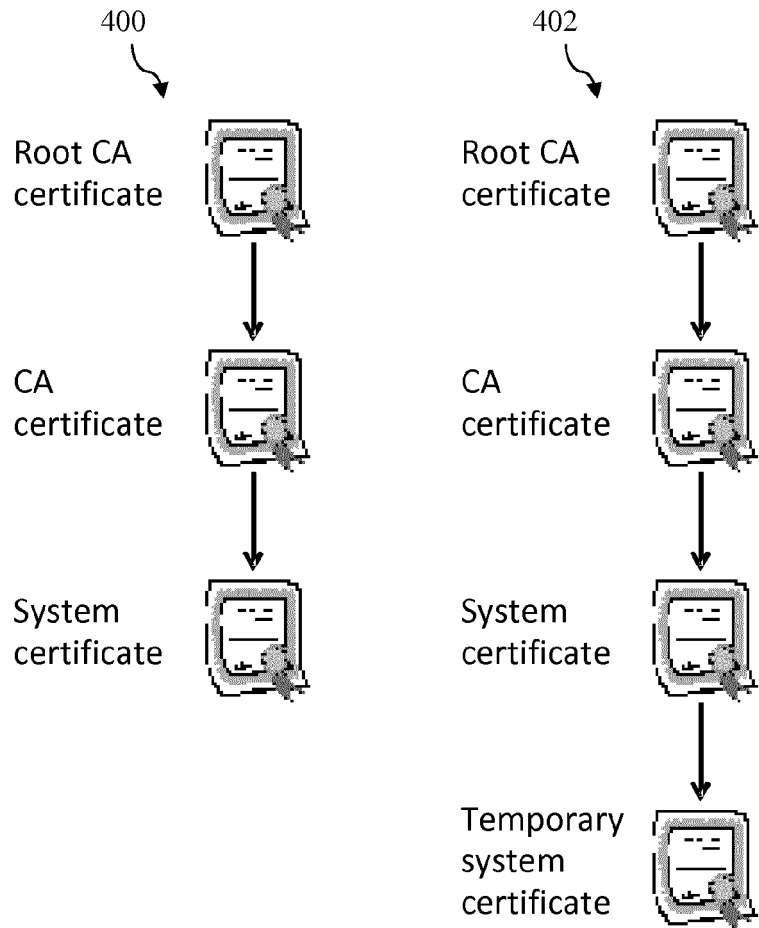 400
Root CA
certificate
CA
certificate
System
certificate
402
Root CA
certificate
CA
certificate
System
certificate
Temporary
system
certificate